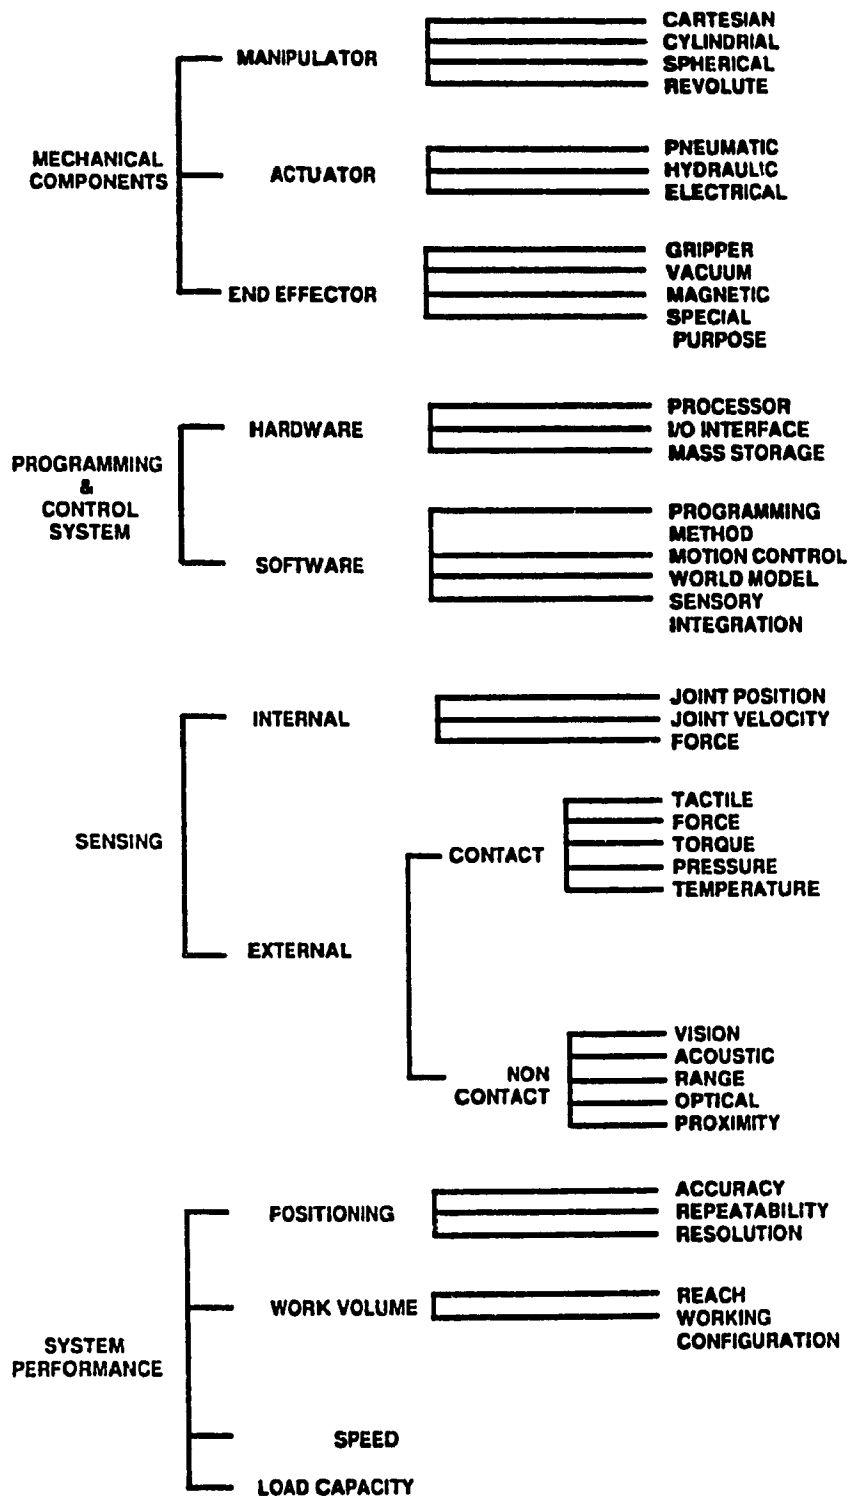 MECHANICAL
COMPONENTS
MANIPULATOR
CARTESIAN
CYLINDRIAL
SPHERICAL
REVOLUTE
ACTUATOR
PNEUMATIC
HYDRAULIC
ELECTRICAL
END EFFECTOR
GRIPPER
VACUUM
MAGNETIC
SPECIAL
PURPOSE
PROGRAMMING
&
CONTROL
SYSTEM
HARDWARE
PROCESSOR
I/O INTERFACE
MASS STORAGE
SOFTWARE
PROGRAMMING
METHOD
MOTION CONTROL
WORLD MODEL
SENSORY
INTEGRATION
SENSING
INTERNAL
JOINT POSITION
JOINT VELOCITY
FORCE
EXTERNAL
CONTACT
TACTILE
FORCE
TORQUE
PRESSURE
TEMPERATURE
NON
CONTACT
VISION
ACOUSTIC
RANGE
OPTICAL
PROXIMITY
SYSTEM
PERFORMANCE
POSITIONING
ACCURACY
REPEATABILITY
RESOLUTION
WORK VOLUME
REACH
WORKING
CONFIGURATION
SPEED
LOAD CAPACITY